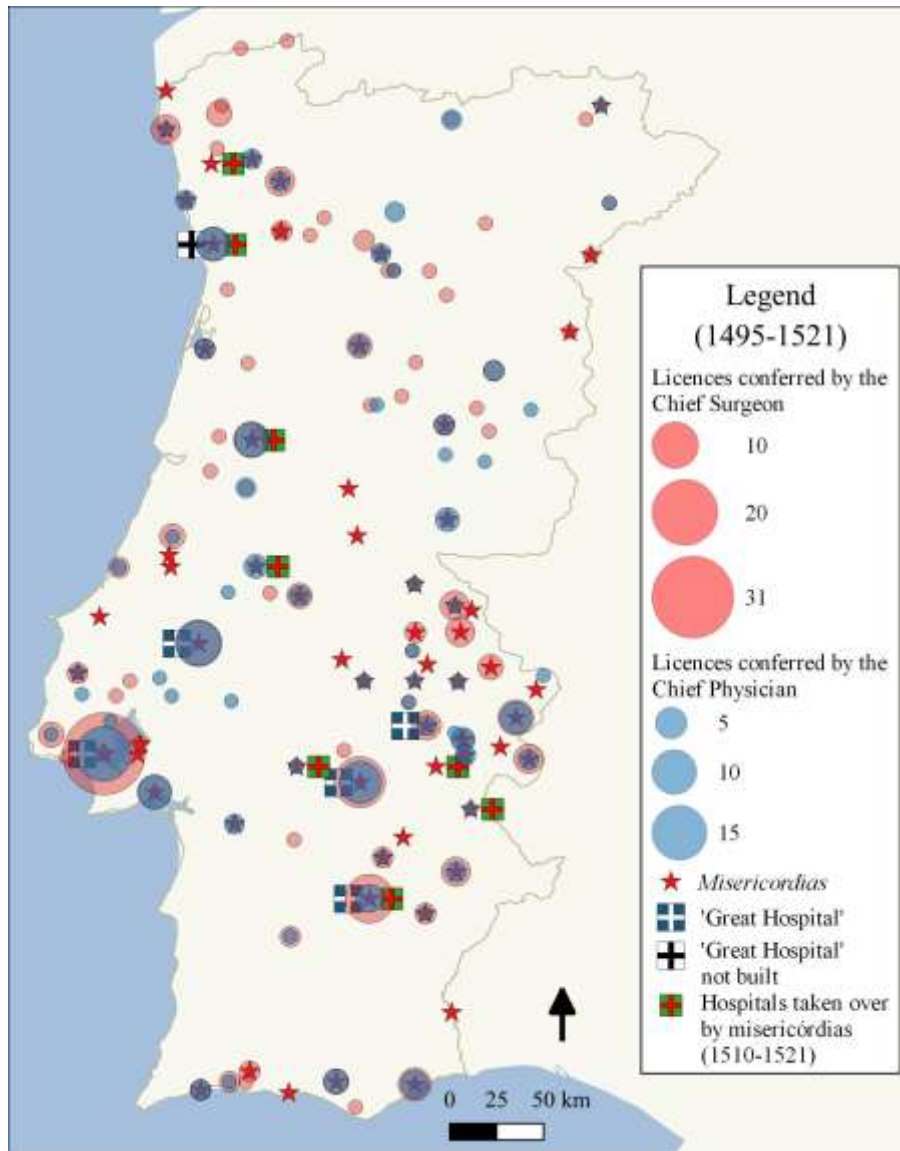 Legend
(1495-1521)
Licences conferred by the
Chief Surgeon
10
20
31
Licences conferred by the
Chief Physician
5
10
15
Misericordias
'Great Hospital'
'Great Hospital'
not built
Hospitals taken over
by misericórdias
(1510-1521)
0 25 50 km